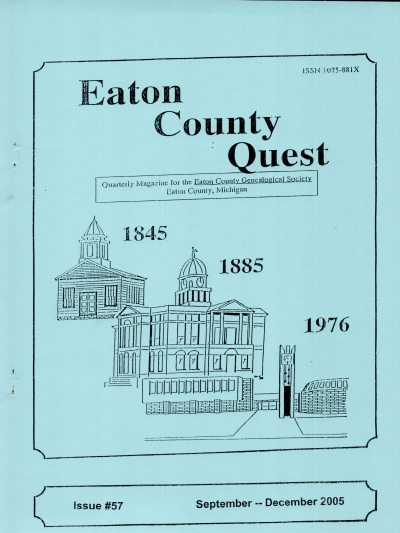 ISSN 1075-881X
Eaton
County
Quest
Quarterly Magazine for the Eaton County Genealogical Society
Eaton County, Michigan
1845
1885
1976
Issue #57
September -- December 2005